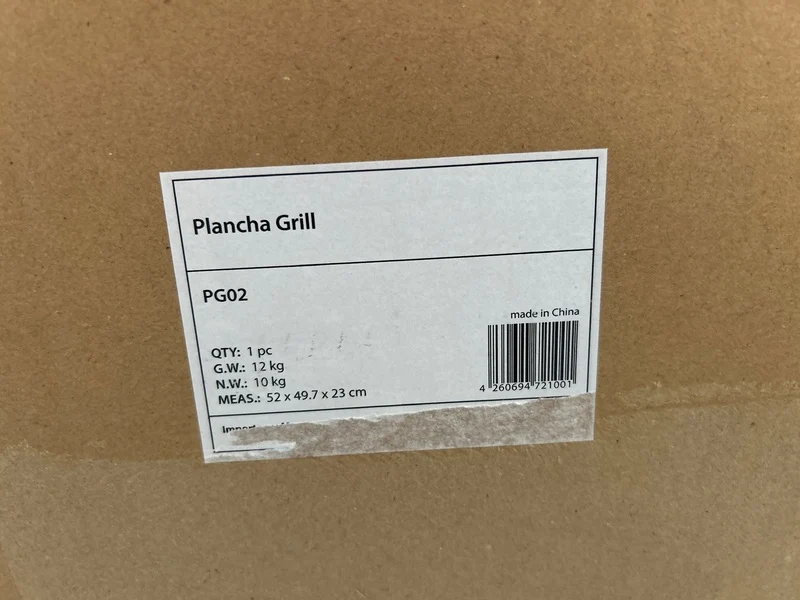 Plancha Grill
PG02
made in China
QTY: 1 pc
G.W.: 12 kg
N.W.: 10 kg
MEAS.: 52 x 49.7 x 23 cm
4 260694 721001